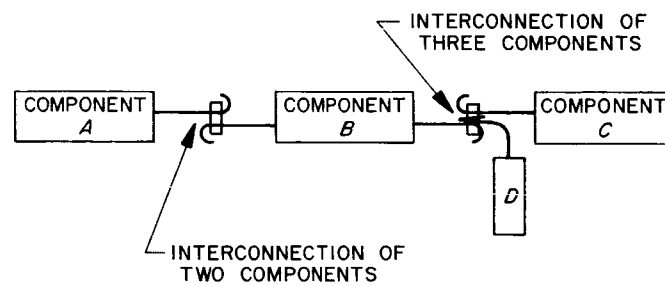 INTERCONNECTION OF
THREE COMPONENTS
COMPONENT
A
COMPONENT
B
COMPONENT
C
D
INTERCONNECTION OF
TWO COMPONENTS